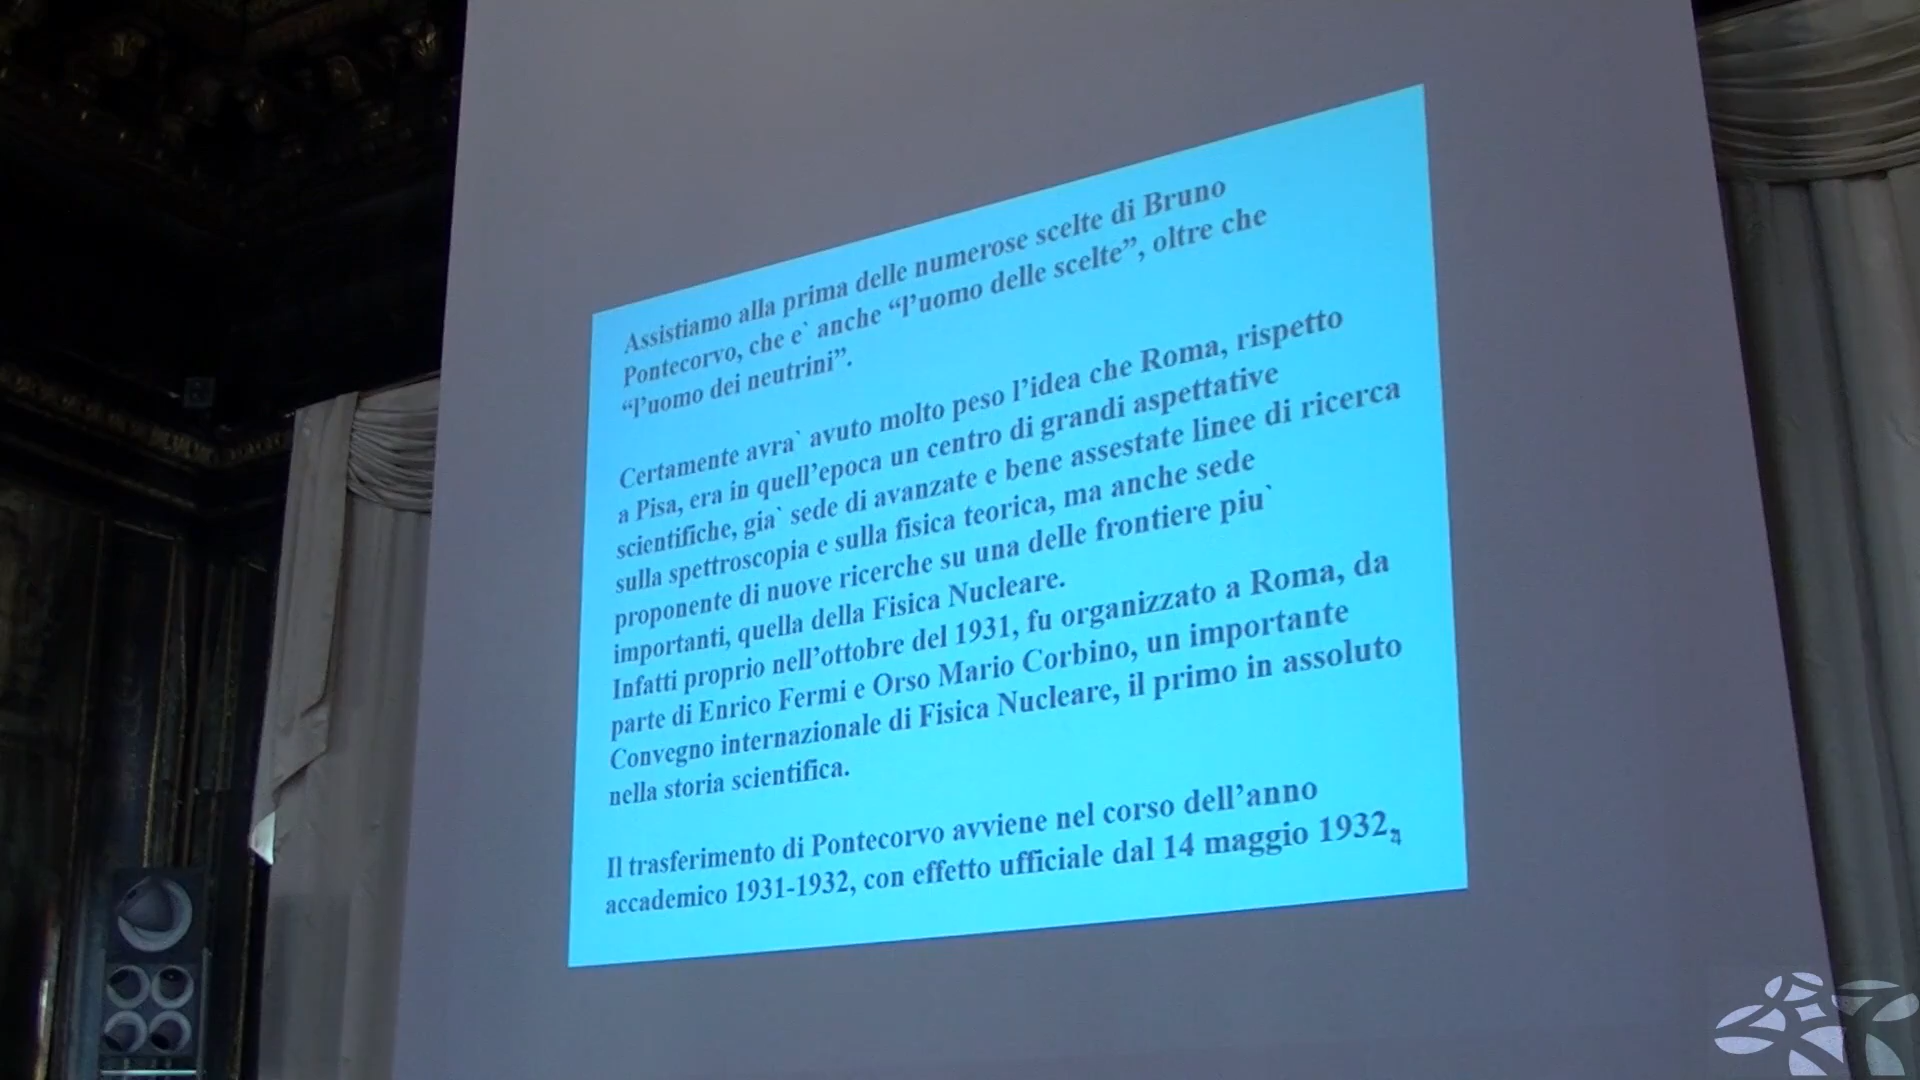 Assistiamo alla prima delle numerose scelte di Bruno
Pontecorvo, che e` anche “l’uomo delle scelte”, oltre che
“l’uomo dei neutrini”.
Certamente avra` avuto molto peso l’idea che Roma, rispetto
a Pisa, era in quell’epoca un centro di grandi aspettative
scientifiche, gia` sede di avanzate e bene assestate linee di ricerca
sulla spettroscopia e sulla fisica teorica, ma anche sede
proponente di nuove ricerche su una delle frontiere piu`
importanti, quella della Fisica Nucleare.
Infatti proprio nell’ottobre del 1931, fu organizzato a Roma, da
parte di Enrico Fermi e Orso Mario Corbino, un importante
Convegno internazionale di Fisica Nucleare, il primo in assoluto
nella storia scientifica.
Il trasferimento di Pontecorvo avviene nel corso dell’anno
accademico 1931-1932, con effetto ufficiale dal 14 maggio 1932.